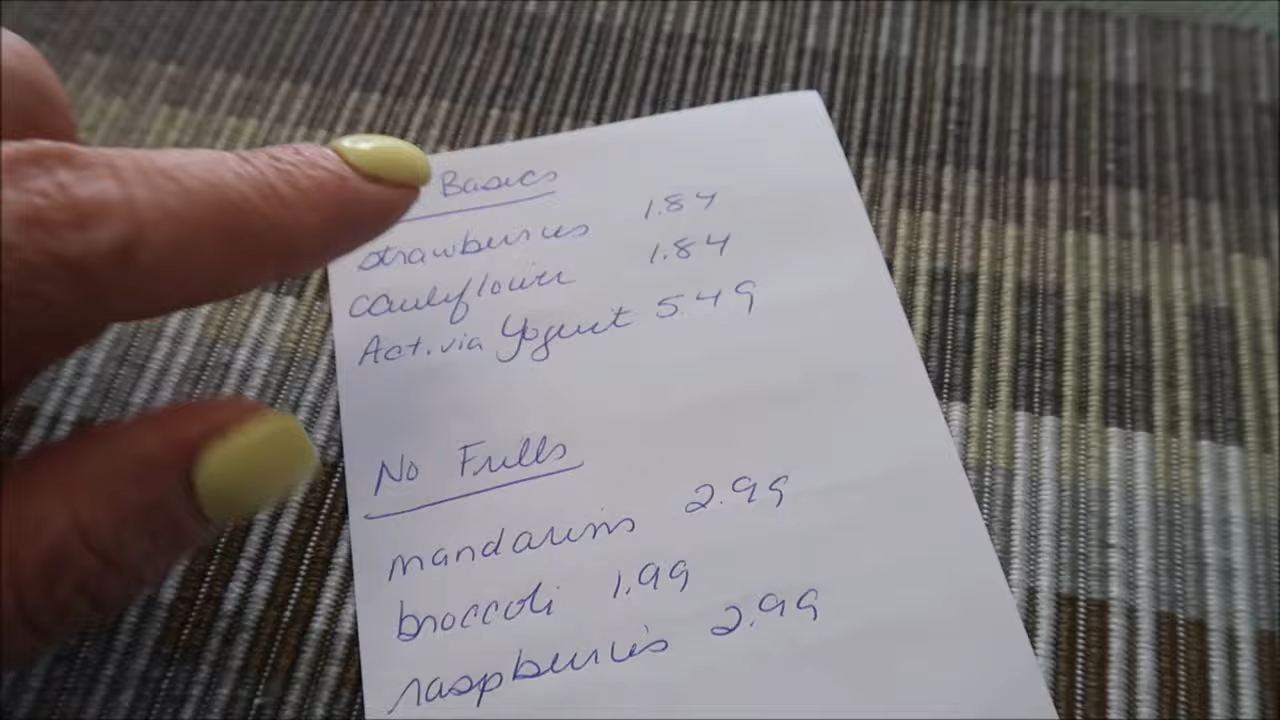 Basics
strawberries 1.84
cauliflower 1.84
Activia Yogurt 5.49
No Frills
mandarins 2.99
broccoli 1.99
raspberries 2.99